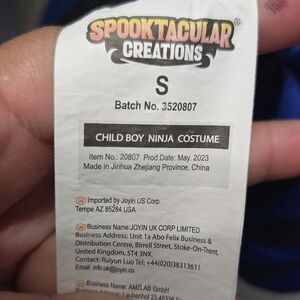 SPOOKTACULAR
CREATIONS
S
Batch No. 3520807
CHILD BOY NINJA COSTUME
Item No.: 20807 Prod.Date: May. 2023
Made in Jinhua Zhejiang Province, China
Imported by Joyin US Corp.
Tempe AZ 85284 USA
Business Name:JOYIN UK CORP LIMITED
Business Address: Unit 1a Abo Felix Business &
Distribution Centre, Birrell Street, Stoke-On-Trent,
United Kingdom, ST4 3NX.
Contact: Ruiyun Luo Tel: +44(020)38313611
Email: info.uk@joyin.co
Business Name: AMZLAB GmbH